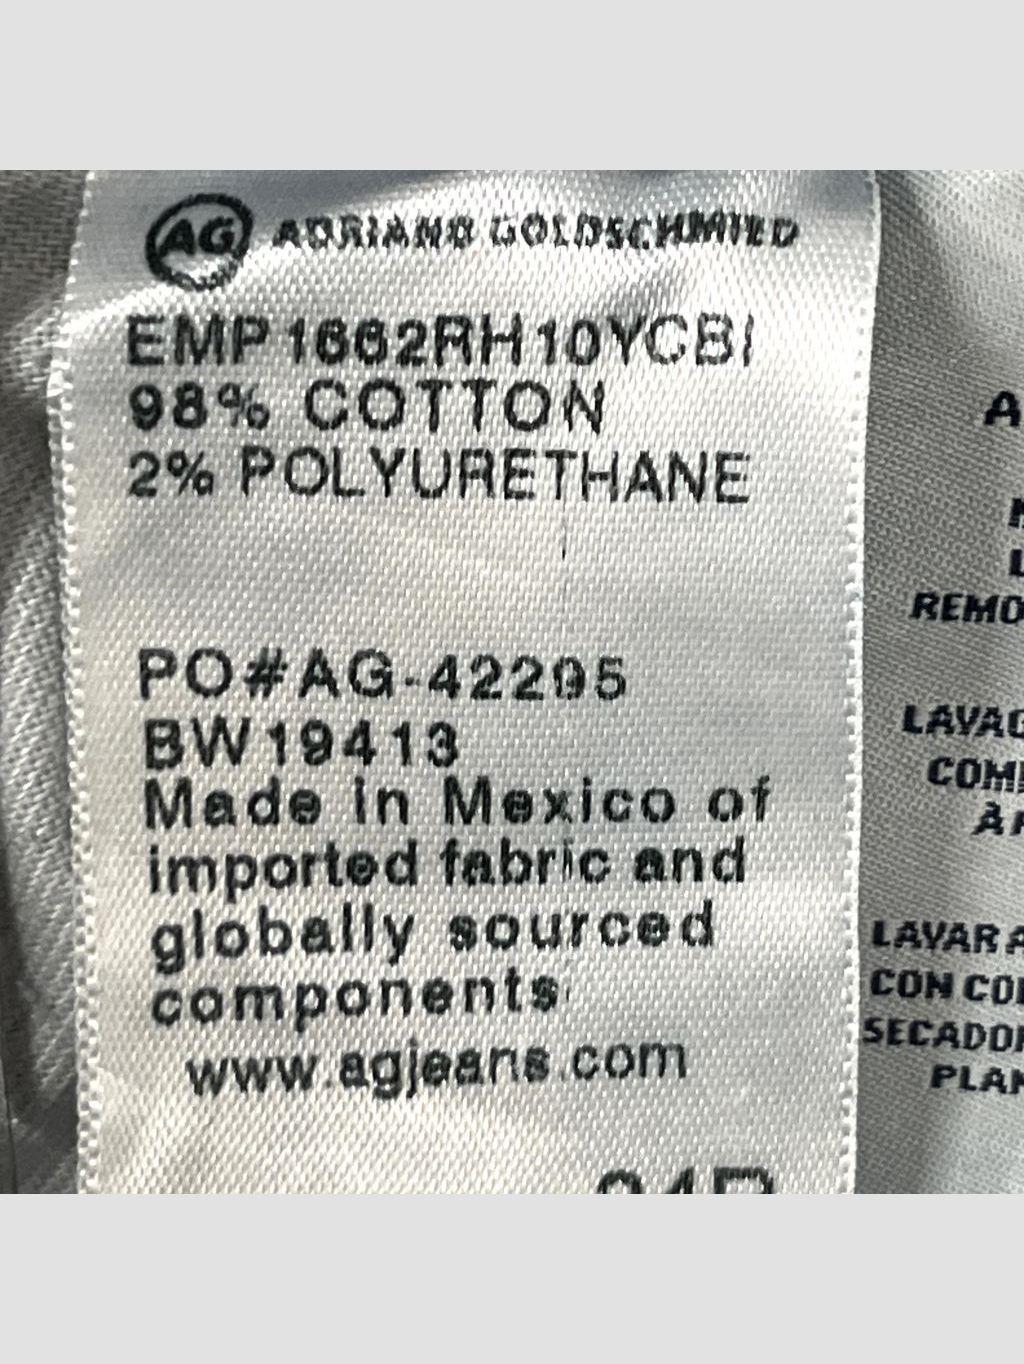 AG ADRIANO GOLDSCHMIED
EMP1662RH10YCBI
98% COTTON
2% POLYURETHANE
PO#AG-42295
BW19413
Made in Mexico of
imported fabric and
globally sourced
components
www.agjeans.com
A
REMO
LAVAG
COM
À
LAVAR A
CON CO
SECADO
PLAN